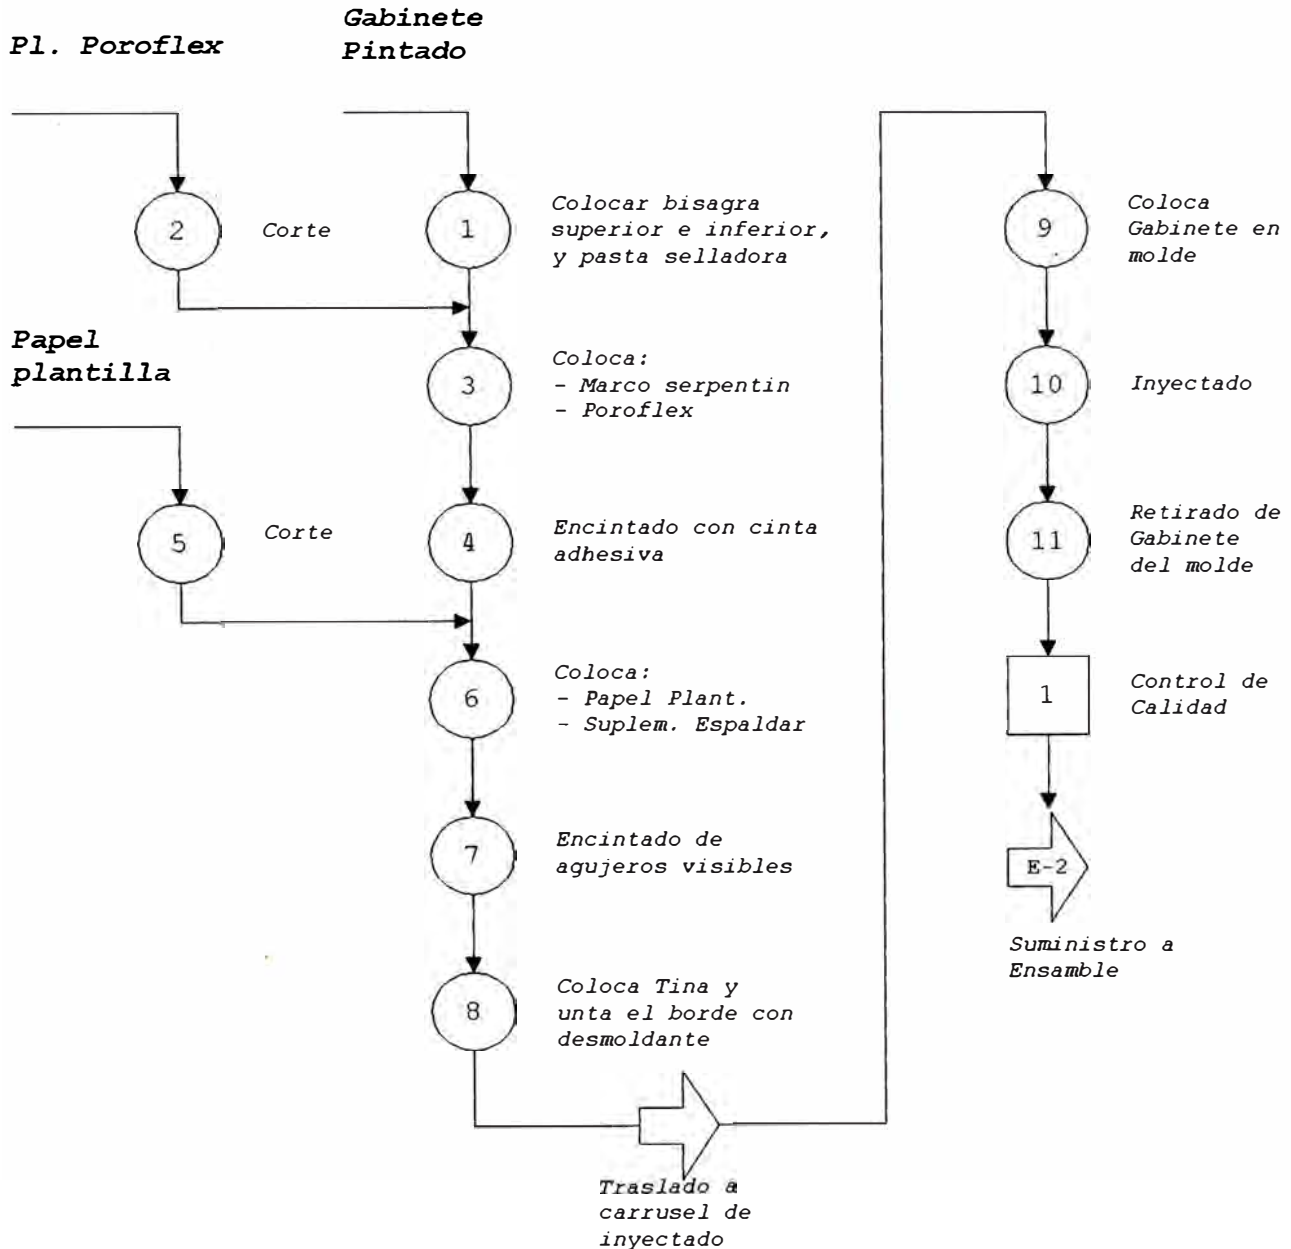 Pl. Poroflex
Gabinete
Pintado
2
Corte
1
Colocar bisagra
superior e inferior,
y pasta selladora
Papel
plantilla
3
Coloca:
- Marco serpentin
- Poroflex
5
Corte
4
Encintado con cinta
adhesiva
6
Coloca:
- Papel Plant.
- Suplem. Espaldar
7
Encintado de
agujeros visibles
8
Coloca Tina y
unta el borde con
desmoldante
Traslado a
carrusel de
inyectado
9
Coloca
Gabinete en
molde
10
Inyectado
11
Retirado de
Gabinete
del molde
1
Control de
Calidad
E-2
Suministro a
Ensamble